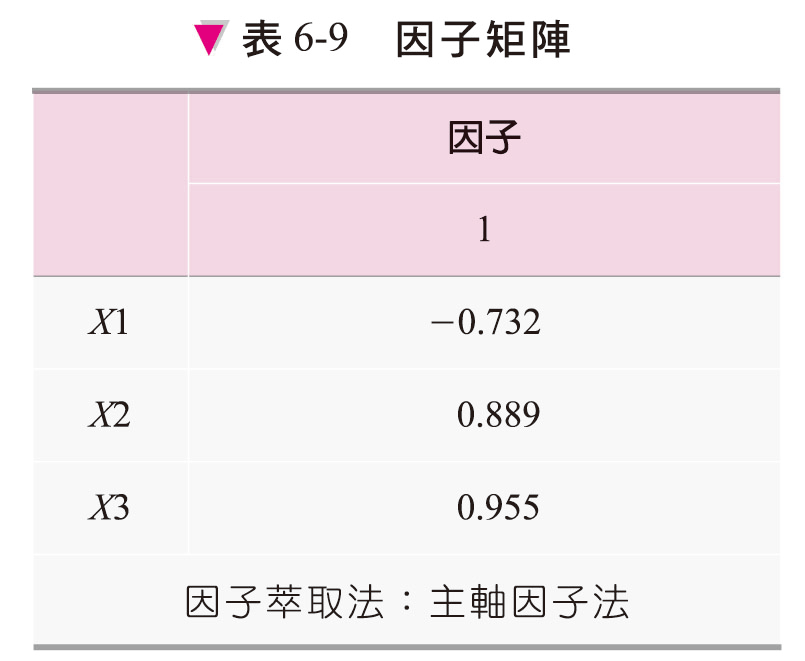 ▼ 表 6-9 因子矩陣
因子
1
X1 −0.732
X2 0.889
X3 0.955
因子萃取法：主軸因子法